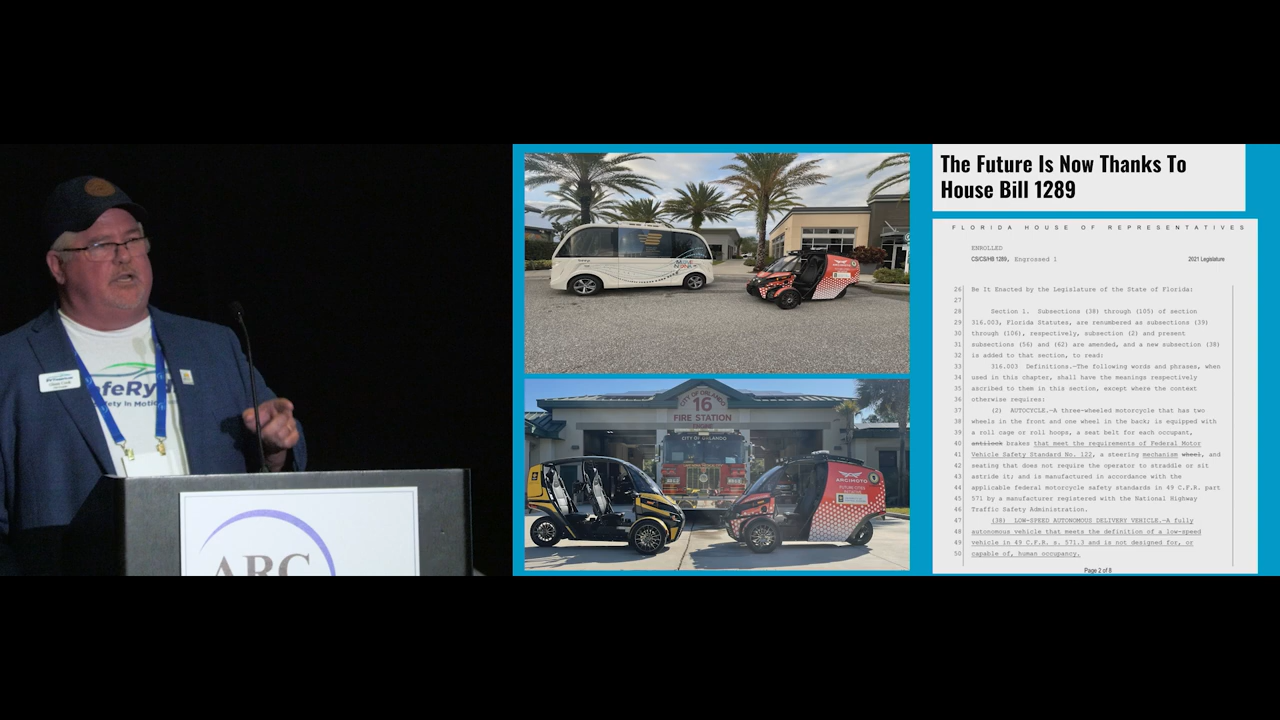 afeRyd
Safety in Motion
ARC
CITY OF ORLANDO
16
FIRE STATION
CITY OF ORLANDO
ARCIMOTO
ARCIMOTO
The Future Is Now Thanks To
House Bill 1289
FLORIDA HOUSE OF REPRESENTATIVES
ENROLLED
CS/CS/HB 1289, Engrossed 1 2021 Legislature
26 Be It Enacted by the Legislature of the State of Florida:
27
28 Section 1. Subsections (38) through (105) of section
29 316.003, Florida Statutes, are renumbered as subsections (39)
30 through (106), respectively, subsection (2) and present
31 subsections (56) and (62) are amended, and a new subsection (38)
32 is added to that section, to read:
33 316.003 Definitions.—The following words and phrases, when
34 used in this chapter, shall have the meanings respectively
35 ascribed to them in this section, except where the context
36 otherwise requires:
37 (2) AUTOCYCLE.—A three-wheeled motorcycle that has two
38 wheels in the front and one wheel in the back; is equipped with
39 a roll cage or roll hoops, a seat belt for each occupant,
40 antilock brakes that meet the requirements of Federal Motor
41 Vehicle Safety Standard No. 122, a steering mechanism wheel, and
42 seating that does not require the operator to straddle or sit
43 astride it; and is manufactured in accordance with the
44 applicable federal motorcycle safety standards in 49 C.F.R. part
45 571 by a manufacturer registered with the National Highway
46 Traffic Safety Administration.
47 (38) LOW-SPEED AUTONOMOUS DELIVERY VEHICLE.—A fully
48 autonomous vehicle that meets the definition of a low-speed
49 vehicle in 49 C.F.R. s. 571.3 and is not designed for, or
50 capable of, human occupancy.
Page 2 of 8